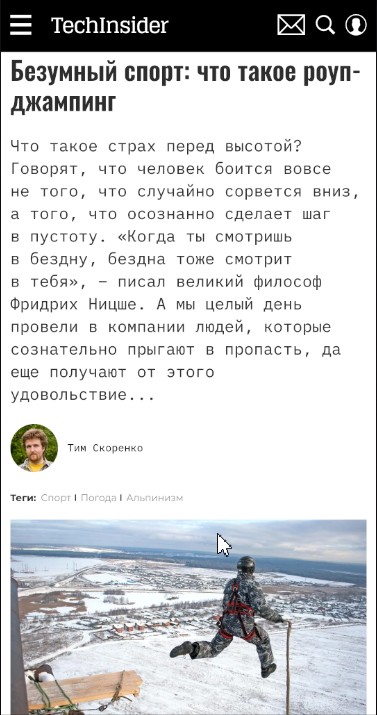 TechInsider
Безумный спорт: что такое роуп-
джампинг
Что такое страх перед высотой?
Говорят, что человек боится вовсе
не того, что случайно сорвется вниз,
а того, что осознанно сделает шаг
в пустоту. «Когда ты смотришь
в бездну, бездна тоже смотрит
в тебя», – писал великий философ
Фридрих Ницше. А мы целый день
провели в компании людей, которые
сознательно прыгают в пропасть, да
еще получают от этого
удовольствие...
Тим Скоренко
Теги: Спорт I Погода I Альпинизм